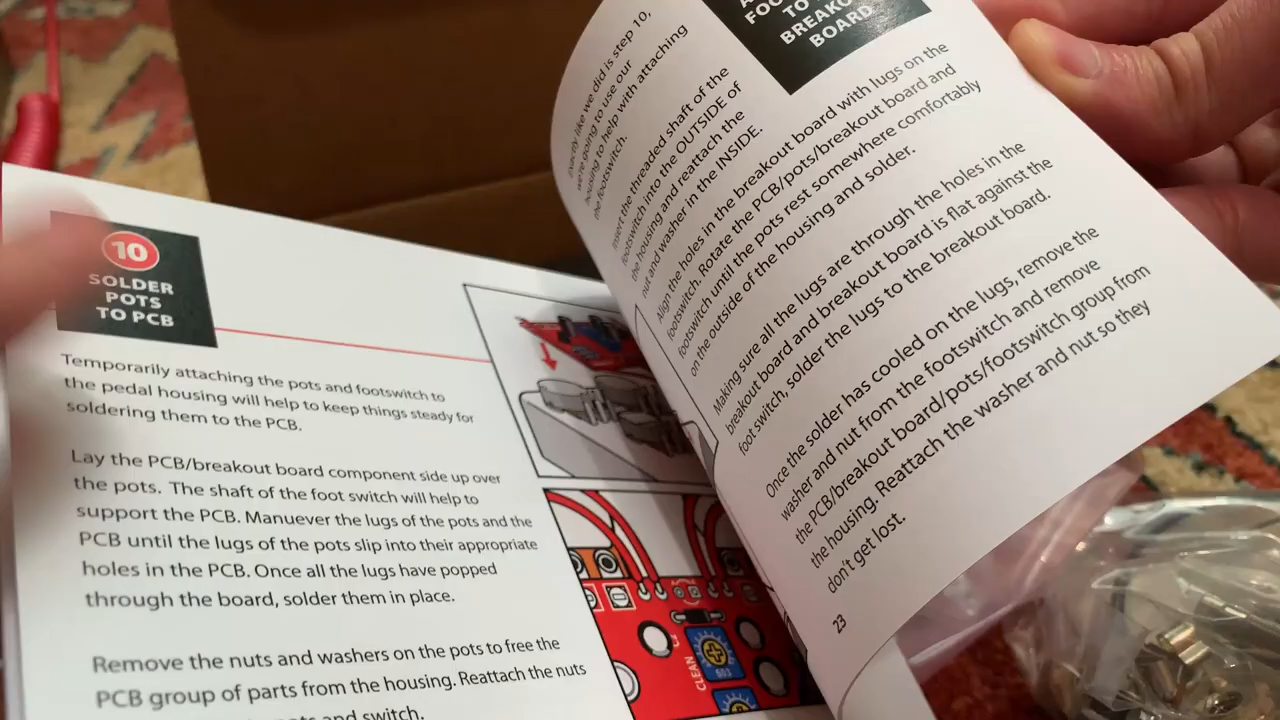 10
SOLDER
POTS
TO PCB
Temporarily attaching the pots and footswitch to
the pedal housing will help to keep things steady for
soldering them to the PCB.
Lay the PCB/breakout board component side up over
the pots. The shaft of the foot switch will help to
support the PCB. Manuever the lugs of the pots and the
PCB until the lugs of the pots slip into their appropriate
holes in the PCB. Once all the lugs have popped
through the board, solder them in place.
Remove the nuts and washers on the pots to free the
PCB group of parts from the housing. Reattach the nuts
and switch.
CLEAN
TO
BREAKO
BOARD
exactly like we did is step 10,
we're going to use our
housing to help with attaching
the footswitch.
Insert the threaded shaft of the
footswitch into the OUTSIDE of
the housing and reattach the
nut and washer in the INSIDE.
Align the holes in the breakout board with lugs on the
footswitch. Rotate the PCB/pots/breakout board and
footswitch until the pots rest somewhere comfortably
on the outside of the housing and solder.
Making sure all the lugs are through the holes in the
breakout board and breakout board is flat against the
foot switch, solder the lugs to the breakout board.
Once the solder has cooled on the lugs, remove the
washer and nut from the footswitch and remove
the PCB/breakout board/pots/footswitch group from
the housing. Reattach the washer and nut so they
don't get lost.
23